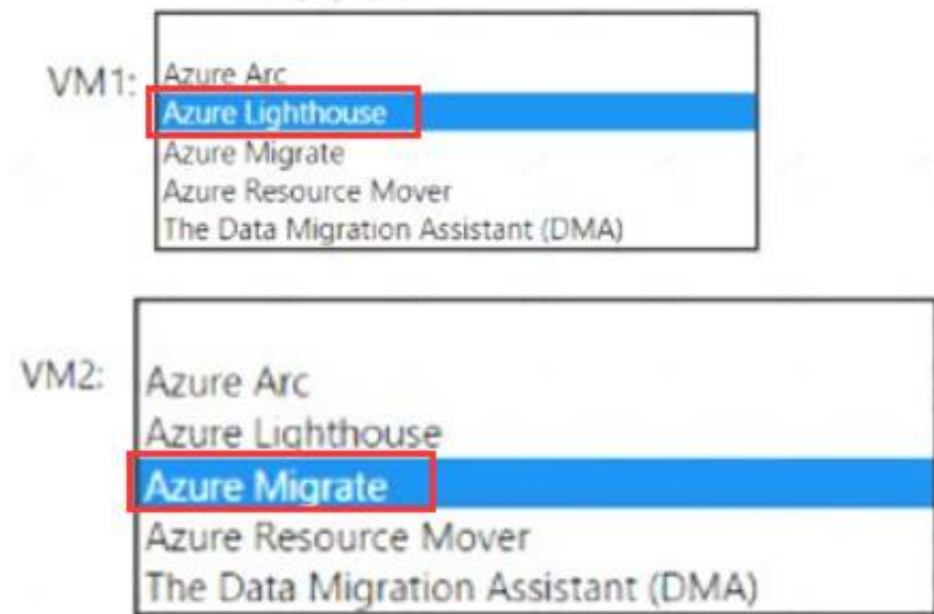 VM1:
Azure Arc
Azure Lighthouse
Azure Migrate
Azure Resource Mover
The Data Migration Assistant (DMA)
VM2:
Azure Arc
Azure Lighthouse
Azure Migrate
Azure Resource Mover
The Data Migration Assistant (DMA)